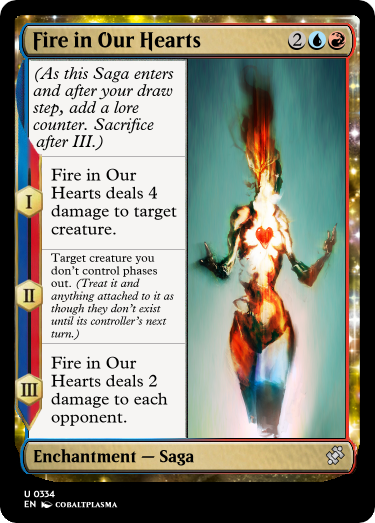 Fire in Our Hearts 2
(As this Saga enters
and after your draw
step, add a lore
counter. Sacrifice
after III.)
I
Fire in Our
Hearts deals 4
damage to target
creature.
II
Target creature you
don't control phases
out. (Treat it and
anything attached to it as
though they don't exist
until its controller's next
turn.)
III
Fire in Our
Hearts deals 2
damage to each
opponent.
Enchantment — Saga
U 0334
EN COBALTPLASMA